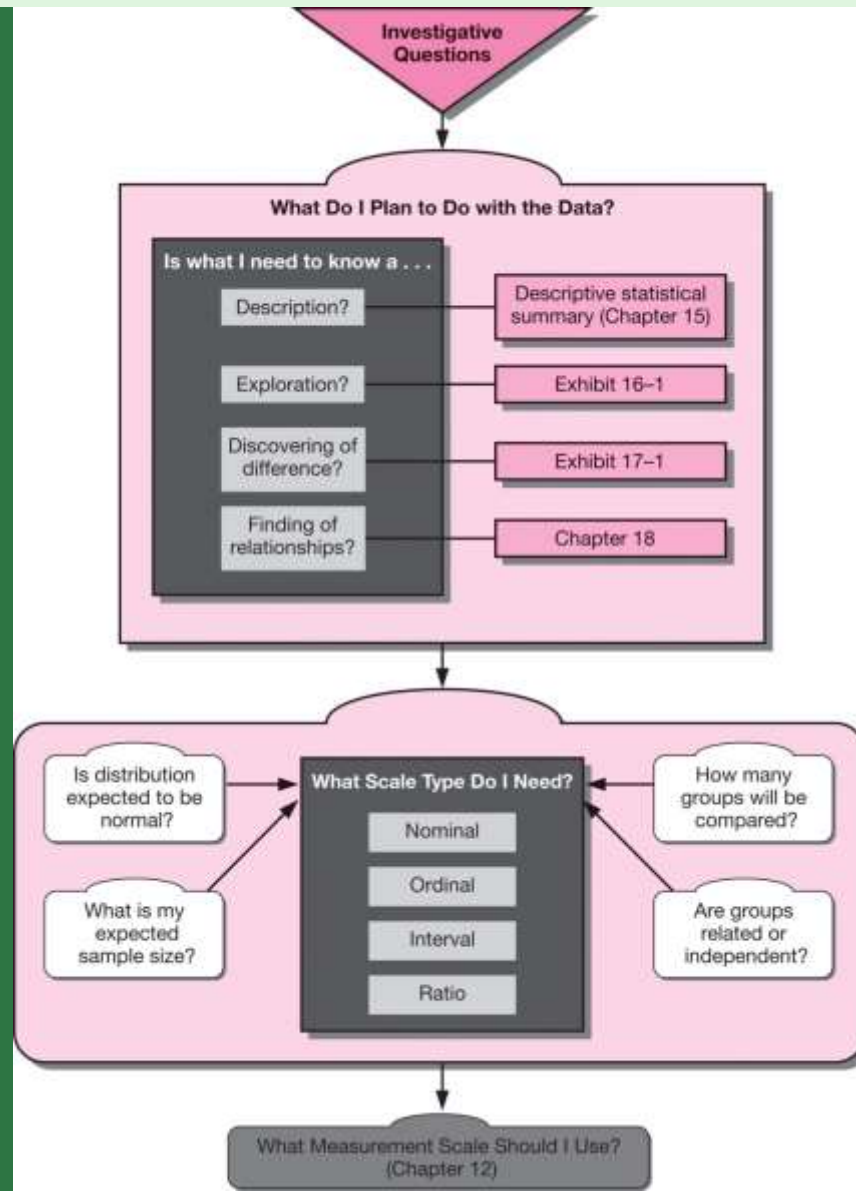 Investigative
Questions
What Do I Plan to Do with the Data?
Is what I need to know a . . .
Description?
Descriptive statistical
summary (Chapter 15)
Exploration?
Exhibit 16–1
Discovering of
difference?
Exhibit 17–1
Finding of
relationships?
Chapter 18
Is distribution
expected to be
normal?
What is my
expected
sample size?
What Scale Type Do I Need?
Nominal
Ordinal
Interval
Ratio
How many
groups will be
compared?
Are groups
related or
independent?
What Measurement Scale Should I Use?
(Chapter 12)